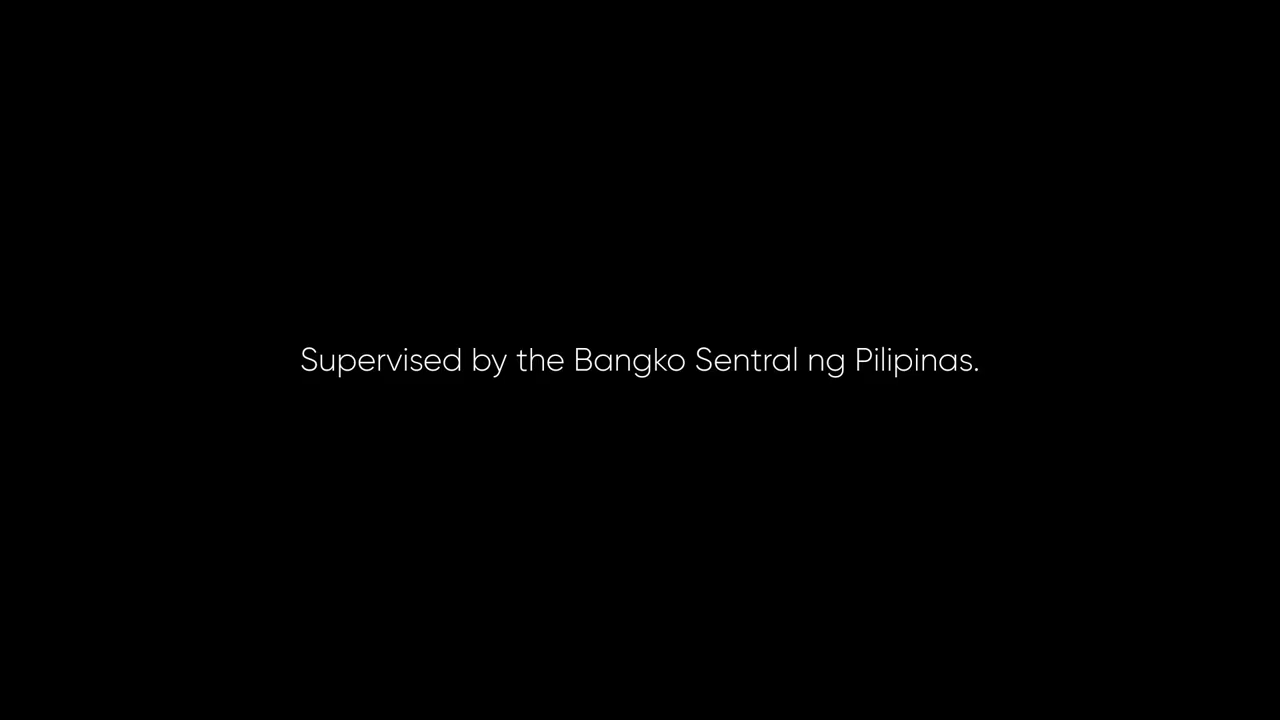 Supervised by the Bangko Sentral ng Pilipinas.